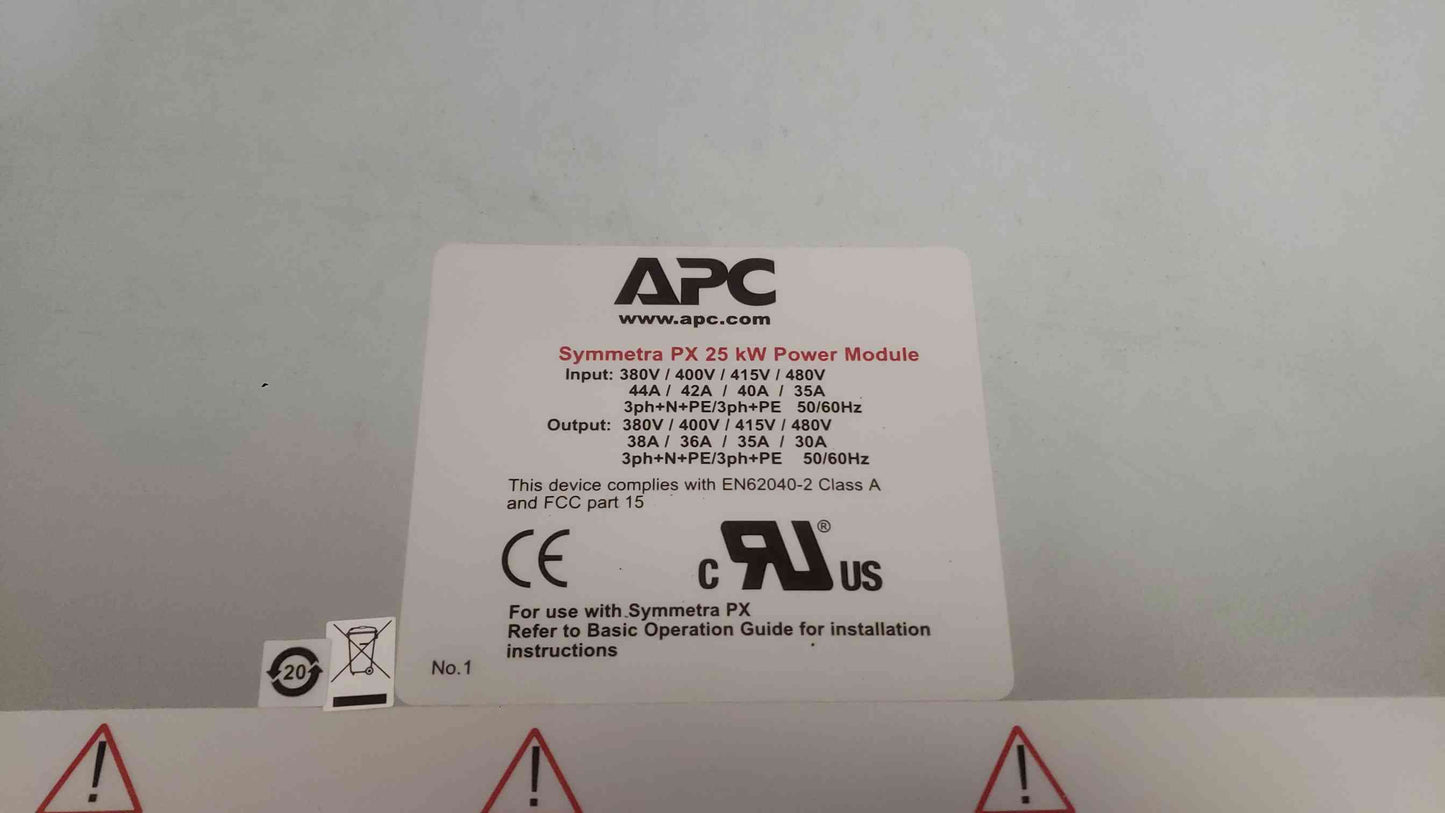 APC
www.apc.com
Symmetra PX 25 kW Power Module
Input: 380V / 400V / 415V / 480V
44A / 42A / 40A / 35A
3ph+N+PE/3ph+PE 50/60Hz
Output: 380V / 400V / 415V / 480V
38A / 36A / 35A / 30A
3ph+N+PE/3ph+PE 50/60Hz
This device complies with EN62040-2 Class A
and FCC part 15
CE
c RU ® US
For use with Symmetra PX
Refer to Basic Operation Guide for installation
instructions
No.1
20
!
!
!